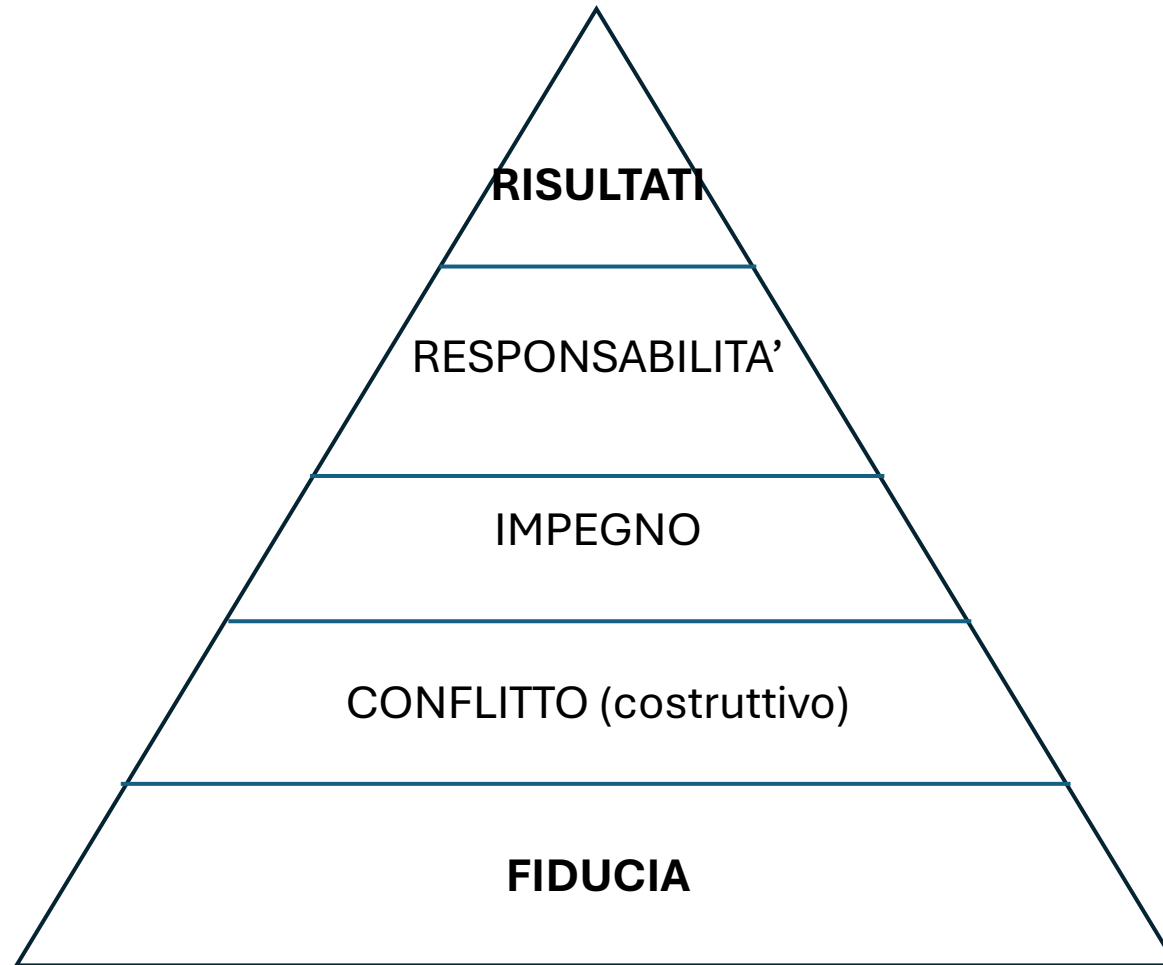 RISULTATI
RESPONSABILITA’
IMPEGNO
CONFLITTO (costruttivo)
FIDUCIA